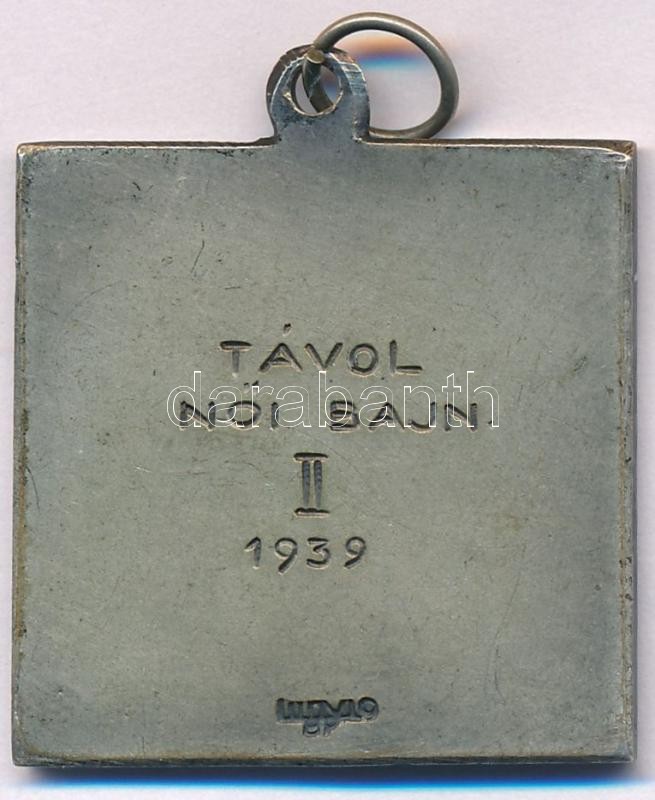 TÁVOL
NŐI BAJN.
II
1939
darabanth